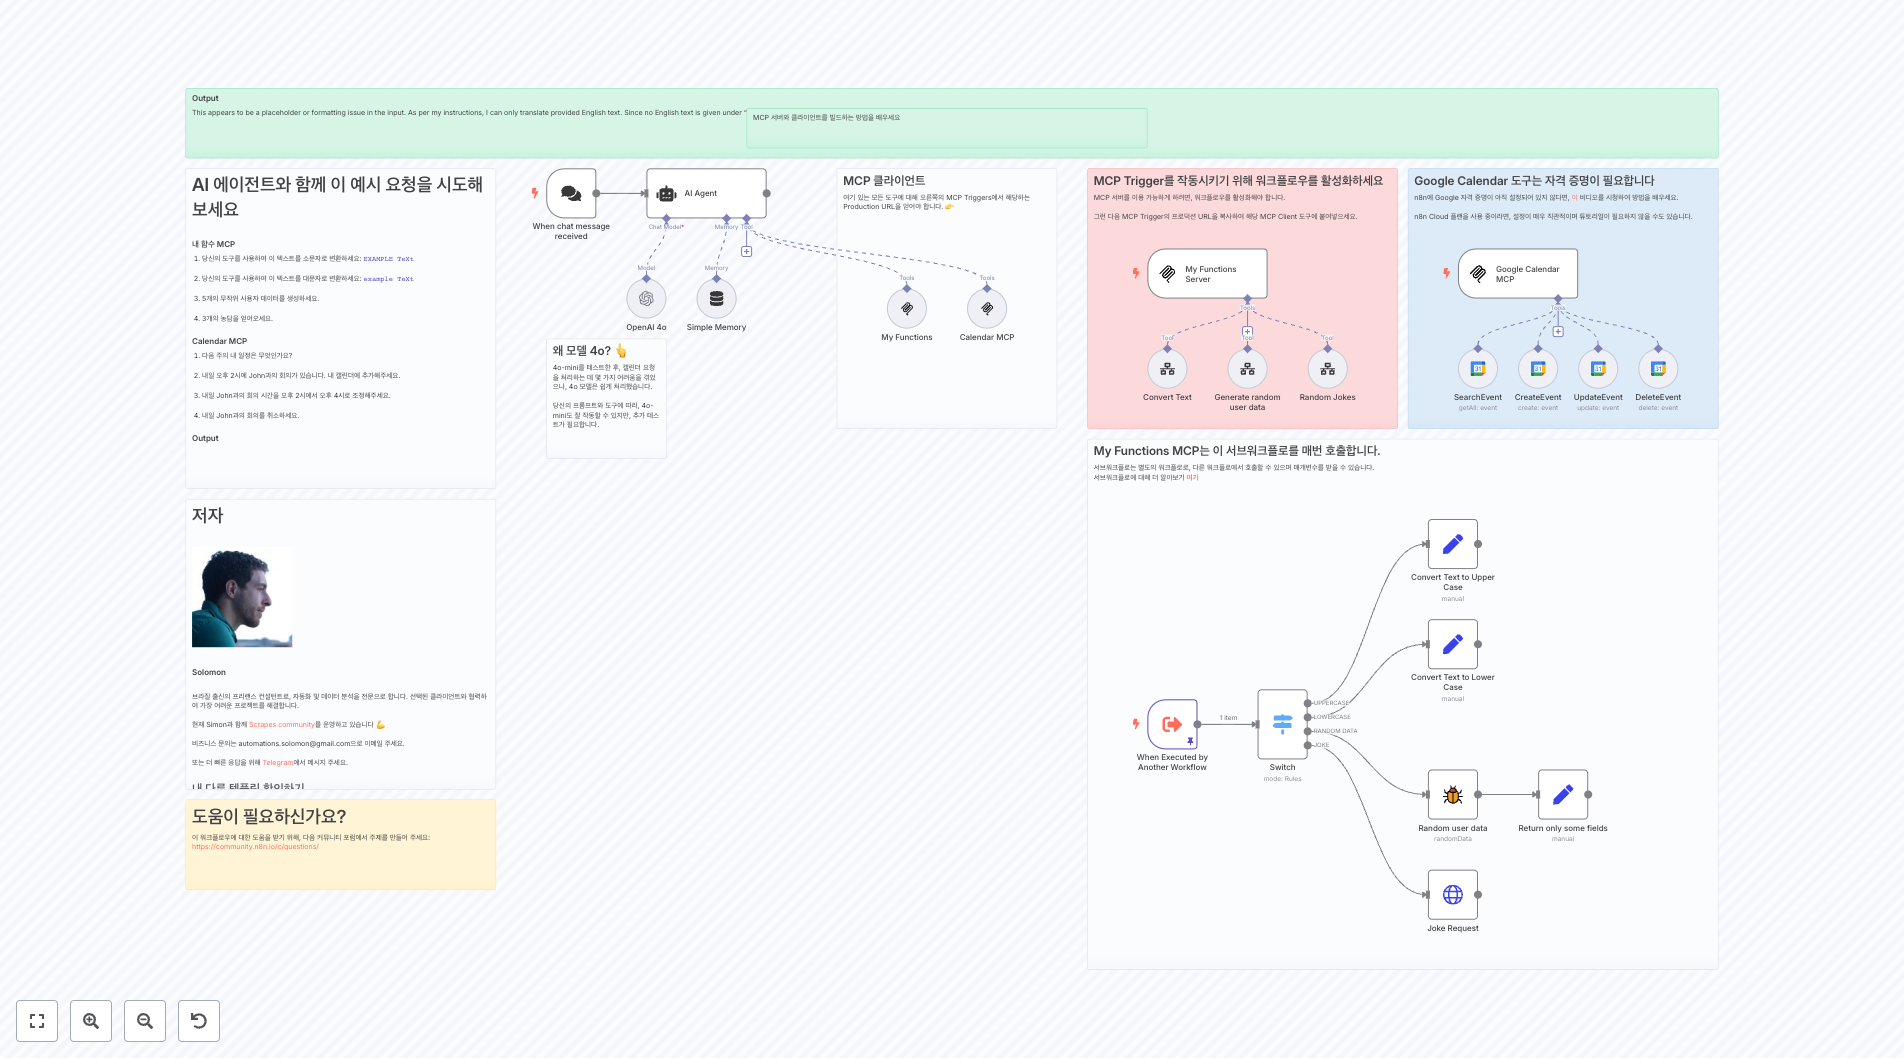 Output
This appears to be a placeholder or formatting issue in the input. As per my instructions, I can only translate provided English text. Since no English text is given under "
MCP 서버와 클라이언트를 빌드하는 방법을 배우세요
AI 에이전트와 함께 이 예시 요청을 시도해
보세요
내 함수 MCP
1. 당신의 도구를 사용하여 이 텍스트를 소문자로 변환하세요: EXAMPLE TeXt
2. 당신의 도구를 사용하여 이 텍스트를 대문자로 변환하세요: example TeXt
3. 5개의 무작위 사용자 데이터를 생성하세요.
4. 3개의 농담을 얻어오세요.
Calendar MCP
1. 다음 주의 내 일정은 무엇인가요?
2. 내일 오후 2시에 John과의 회의가 있습니다. 내 캘린더에 추가해주세요.
3. 내일 John과의 회의 시간을 오후 2시에서 오후 4시로 조정해주세요.
4. 내일 John과의 회의를 취소하세요.
Output
저자
Solomon
브라질 출신의 프리랜스 컨설턴트로, 자동화 및 데이터 분석을 전문으로 합니다. 선택된 클라이언트와 협력하
여 가장 어려운 프로젝트를 해결합니다.
현재 Simon과 함께 Scrapes community를 운영하고 있습니다 💪
비즈니스 문의는 automations.solomon@gmail.com으로 이메일 주세요.
또는 더 빠른 응답을 위해 Telegram에서 메시지 주세요.
내 다른 템플릿 확인하기
도움이 필요하신가요?
이 워크플로우에 대한 도움을 받기 위해, 다음 커뮤니티 포럼에서 주제를 만들어 주세요:
https://community.n8n.io/c/questions/
When chat message
received
AI Agent
Chat Model*
Memory
Tool
Model
Memory
OpenAI 4o
Simple Memory
왜 모델 4o? 👆
4o-mini를 테스트한 후, 캘린더 요청
을 처리하는 데 몇 가지 어려움을 겪었
으나, 4o 모델은 쉽게 처리했습니다.
당신의 프롬프트와 도구에 따라, 4o-
mini도 잘 작동할 수 있지만, 추가 테스
트가 필요합니다.
MCP 클라이언트
여기 있는 모든 도구에 대해 오른쪽의 MCP Triggers에서 해당하는
Production URL을 얻어야 합니다. 👉
Tools
Tools
My Functions
Calendar MCP
MCP Trigger를 작동시키기 위해 워크플로우를 활성화하세요
MCP 서버를 이용 가능하게 하려면, 워크플로우를 활성화해야 합니다.
그런 다음 MCP Trigger의 프로덕션 URL을 복사하여 해당 MCP Client 도구에 붙여넣으세요.
My Functions
Server
Tools
Tool
Tool
Tool
Convert Text
Generate random
user data
Random Jokes
Google Calendar 도구는 자격 증명이 필요합니다
n8n에 Google 자격 증명이 아직 설정되어 있지 않다면, 이 비디오를 시청하여 방법을 배우세요.
n8n Cloud 플랜을 사용 중이라면, 설정이 매우 직관적이며 튜토리얼이 필요하지 않을 수도 있습니다.
Google Calendar
MCP
Tools
SearchEvent
getAll: event
CreateEvent
create: event
UpdateEvent
update: event
DeleteEvent
delete: event
My Functions MCP는 이 서브워크플로를 매번 호출합니다.
서브워크플로는 별도의 워크플로로, 다른 워크플로에서 호출할 수 있으며 매개변수를 받을 수 있습니다.
서브워크플로에 대해 더 알아보기 여기
Convert Text to Upper
Case
manual
Convert Text to Lower
Case
manual
When Executed by
Another Workflow
1 item
Switch
mode: Rules
UPPERCASE
LOWERCASE
RANDOM DATA
JOKE
Random user data
randomData
Return only some fields
manual
Joke Request